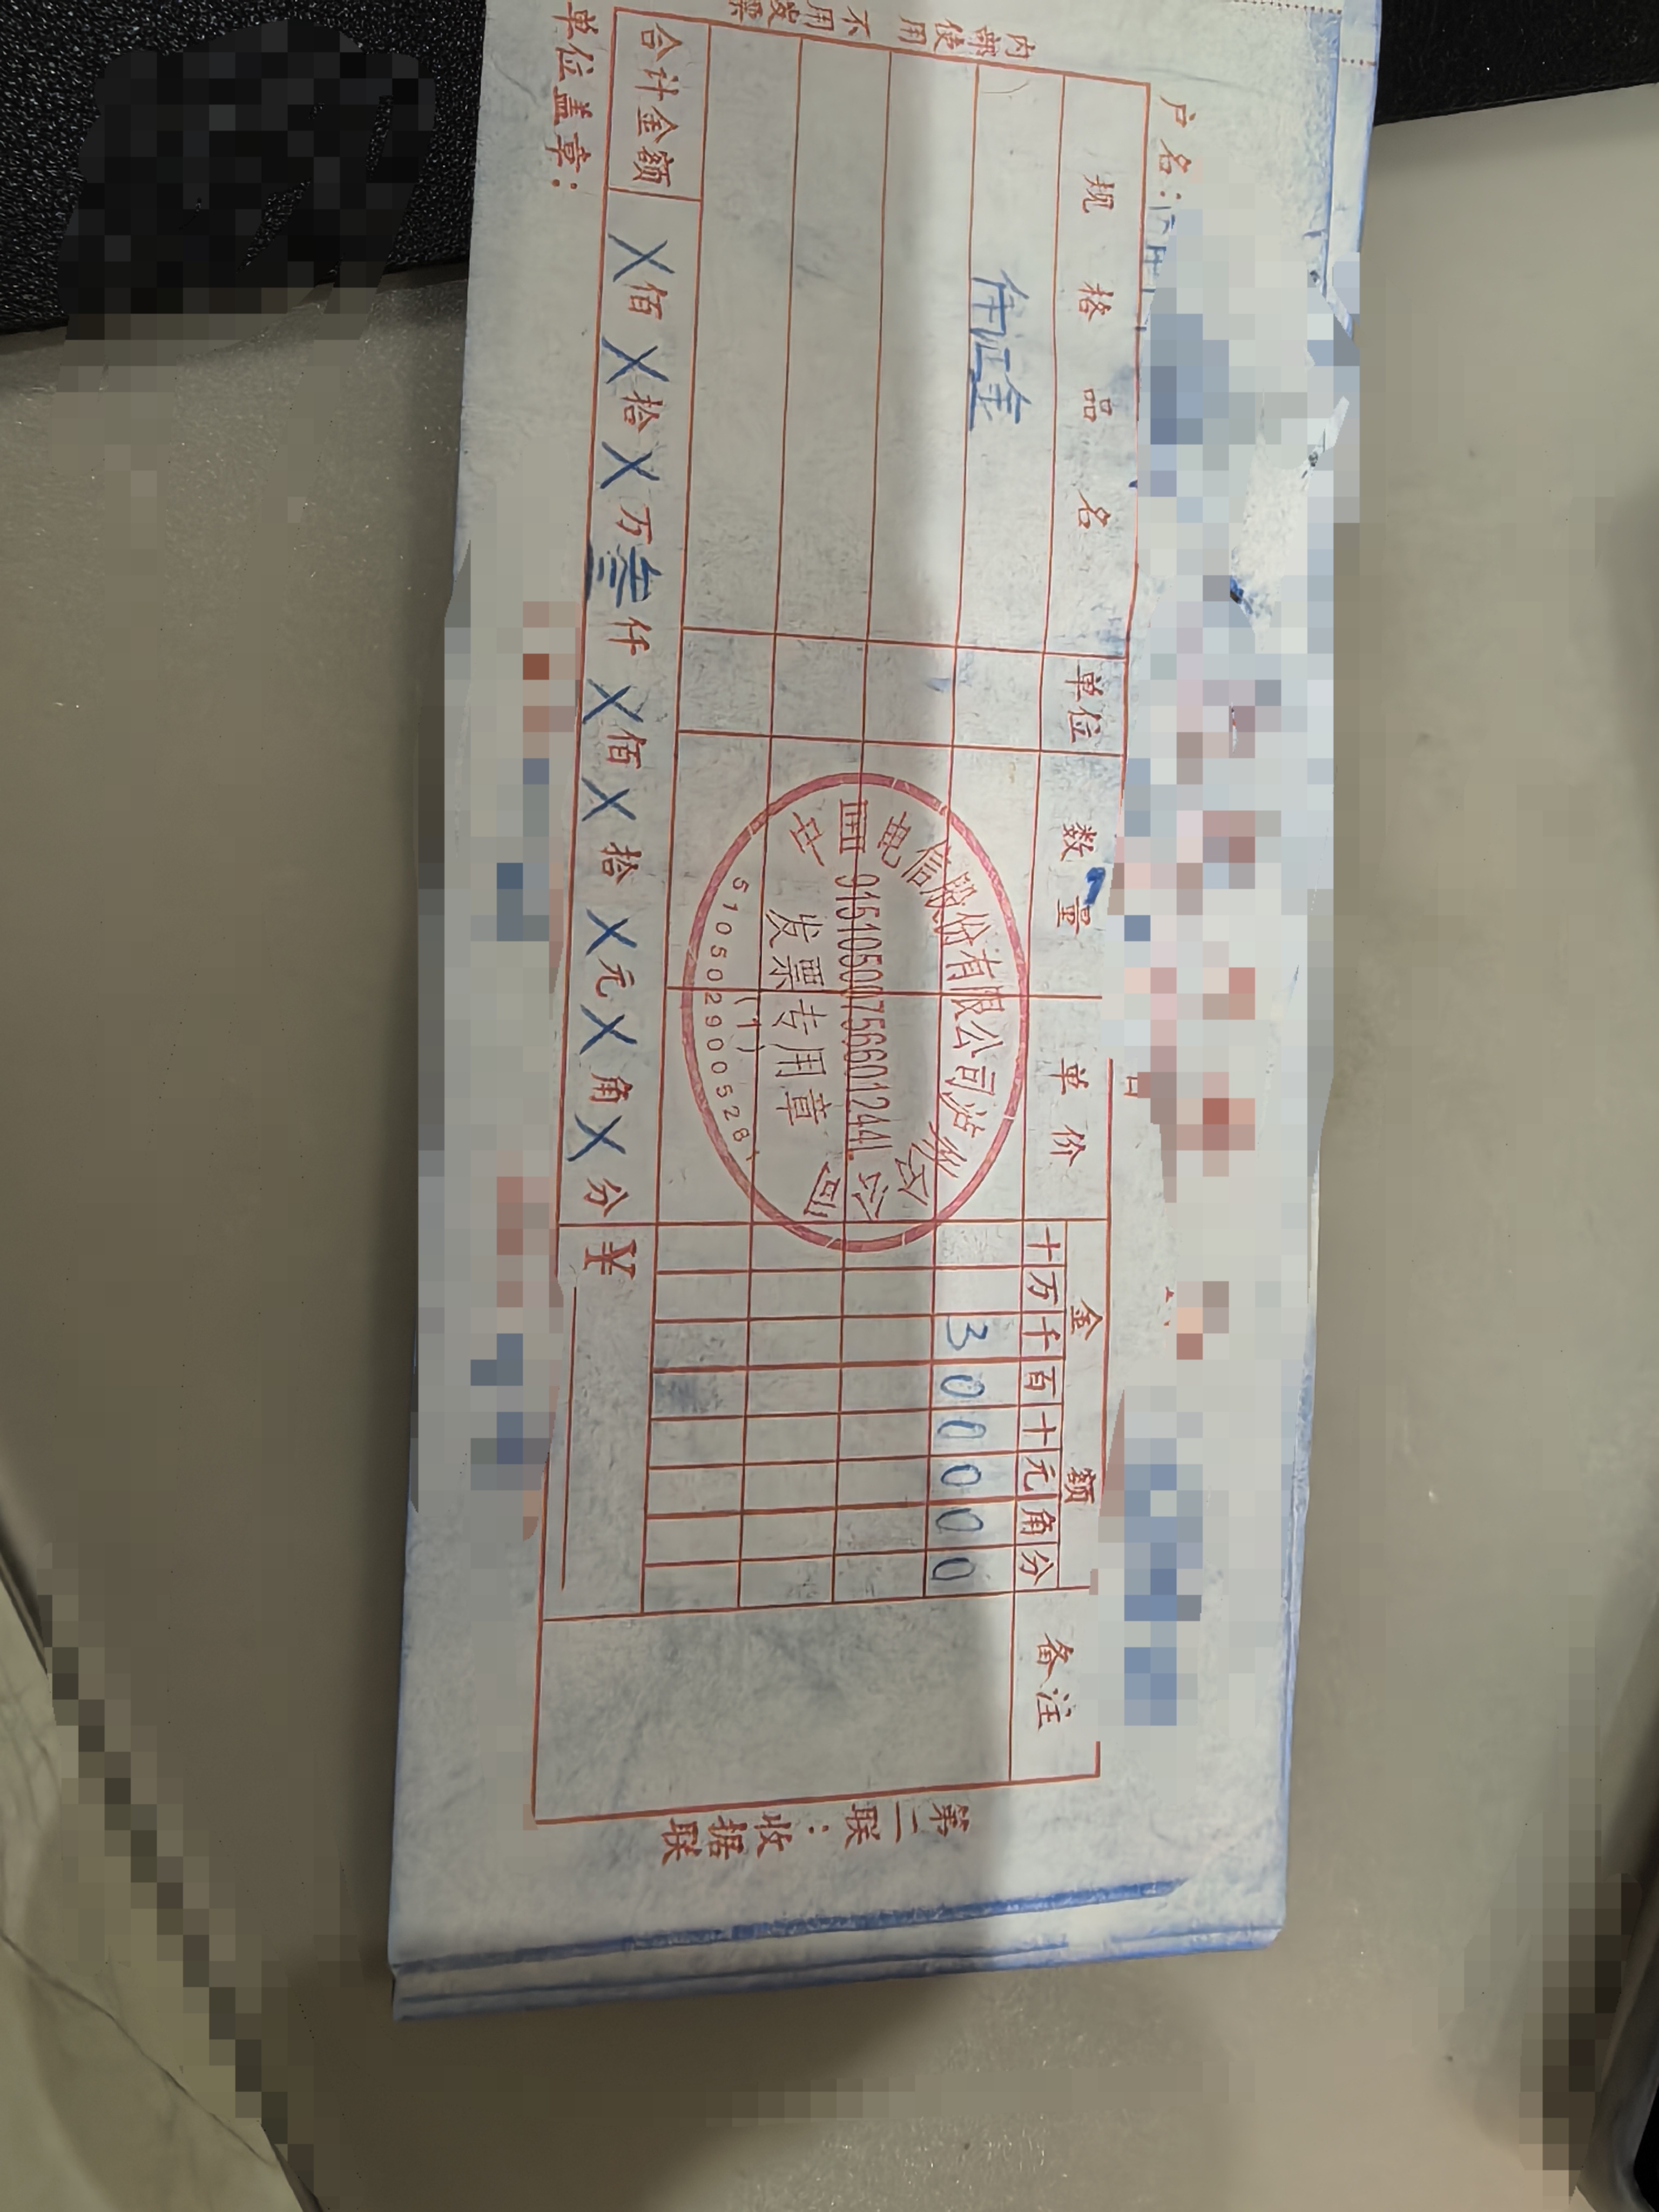 户名:
规格品名 单位 数量 单价 金额 备注
十万千百十元角分
保证金 300000
合计金额 X佰X拾X万叁仟X佰X拾X元X角X分 ¥
单位盖章:
内部使用 不用发票
第二联:收据联
电信股份有限公司泸州分公司
发票专用章
(1)